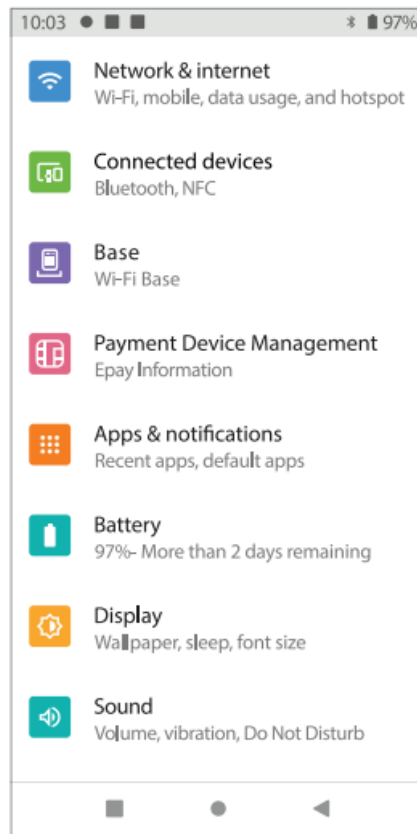 10:03 97%
Network & internet
Wi-Fi, mobile, data usage, and hotspot
Connected devices
Bluetooth, NFC
Base
Wi-Fi Base
Payment Device Management
Epay Information
Apps & notifications
Recent apps, default apps
Battery
97%- More than 2 days remaining
Display
Wallpaper, sleep, font size
Sound
Volume, vibration, Do Not Disturb